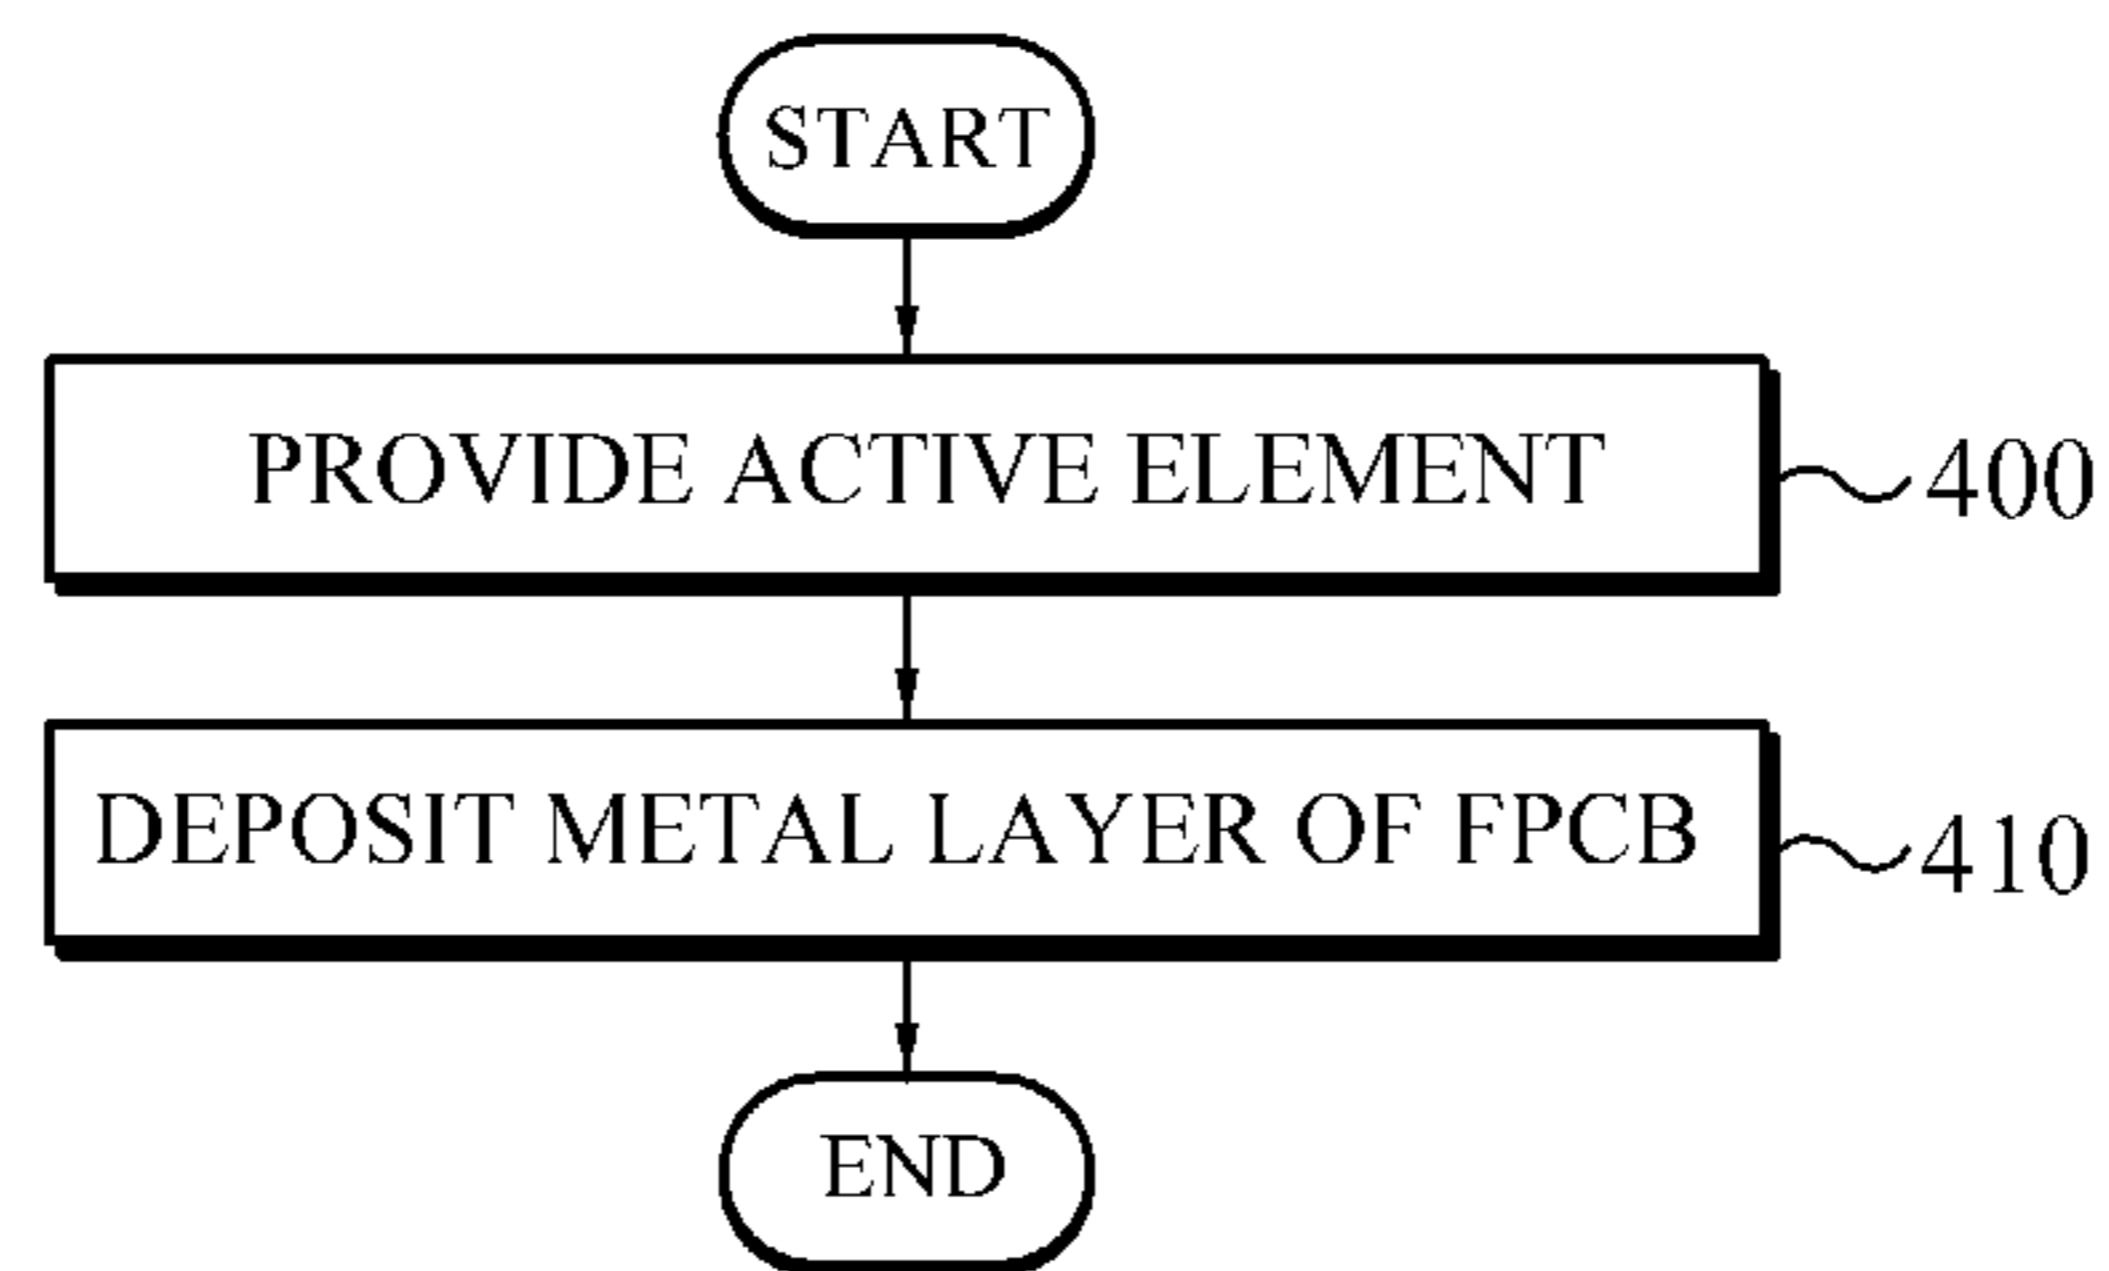 START
PROVIDE ACTIVE ELEMENT
400
DEPOSIT METAL LAYER OF FPCB
410
END